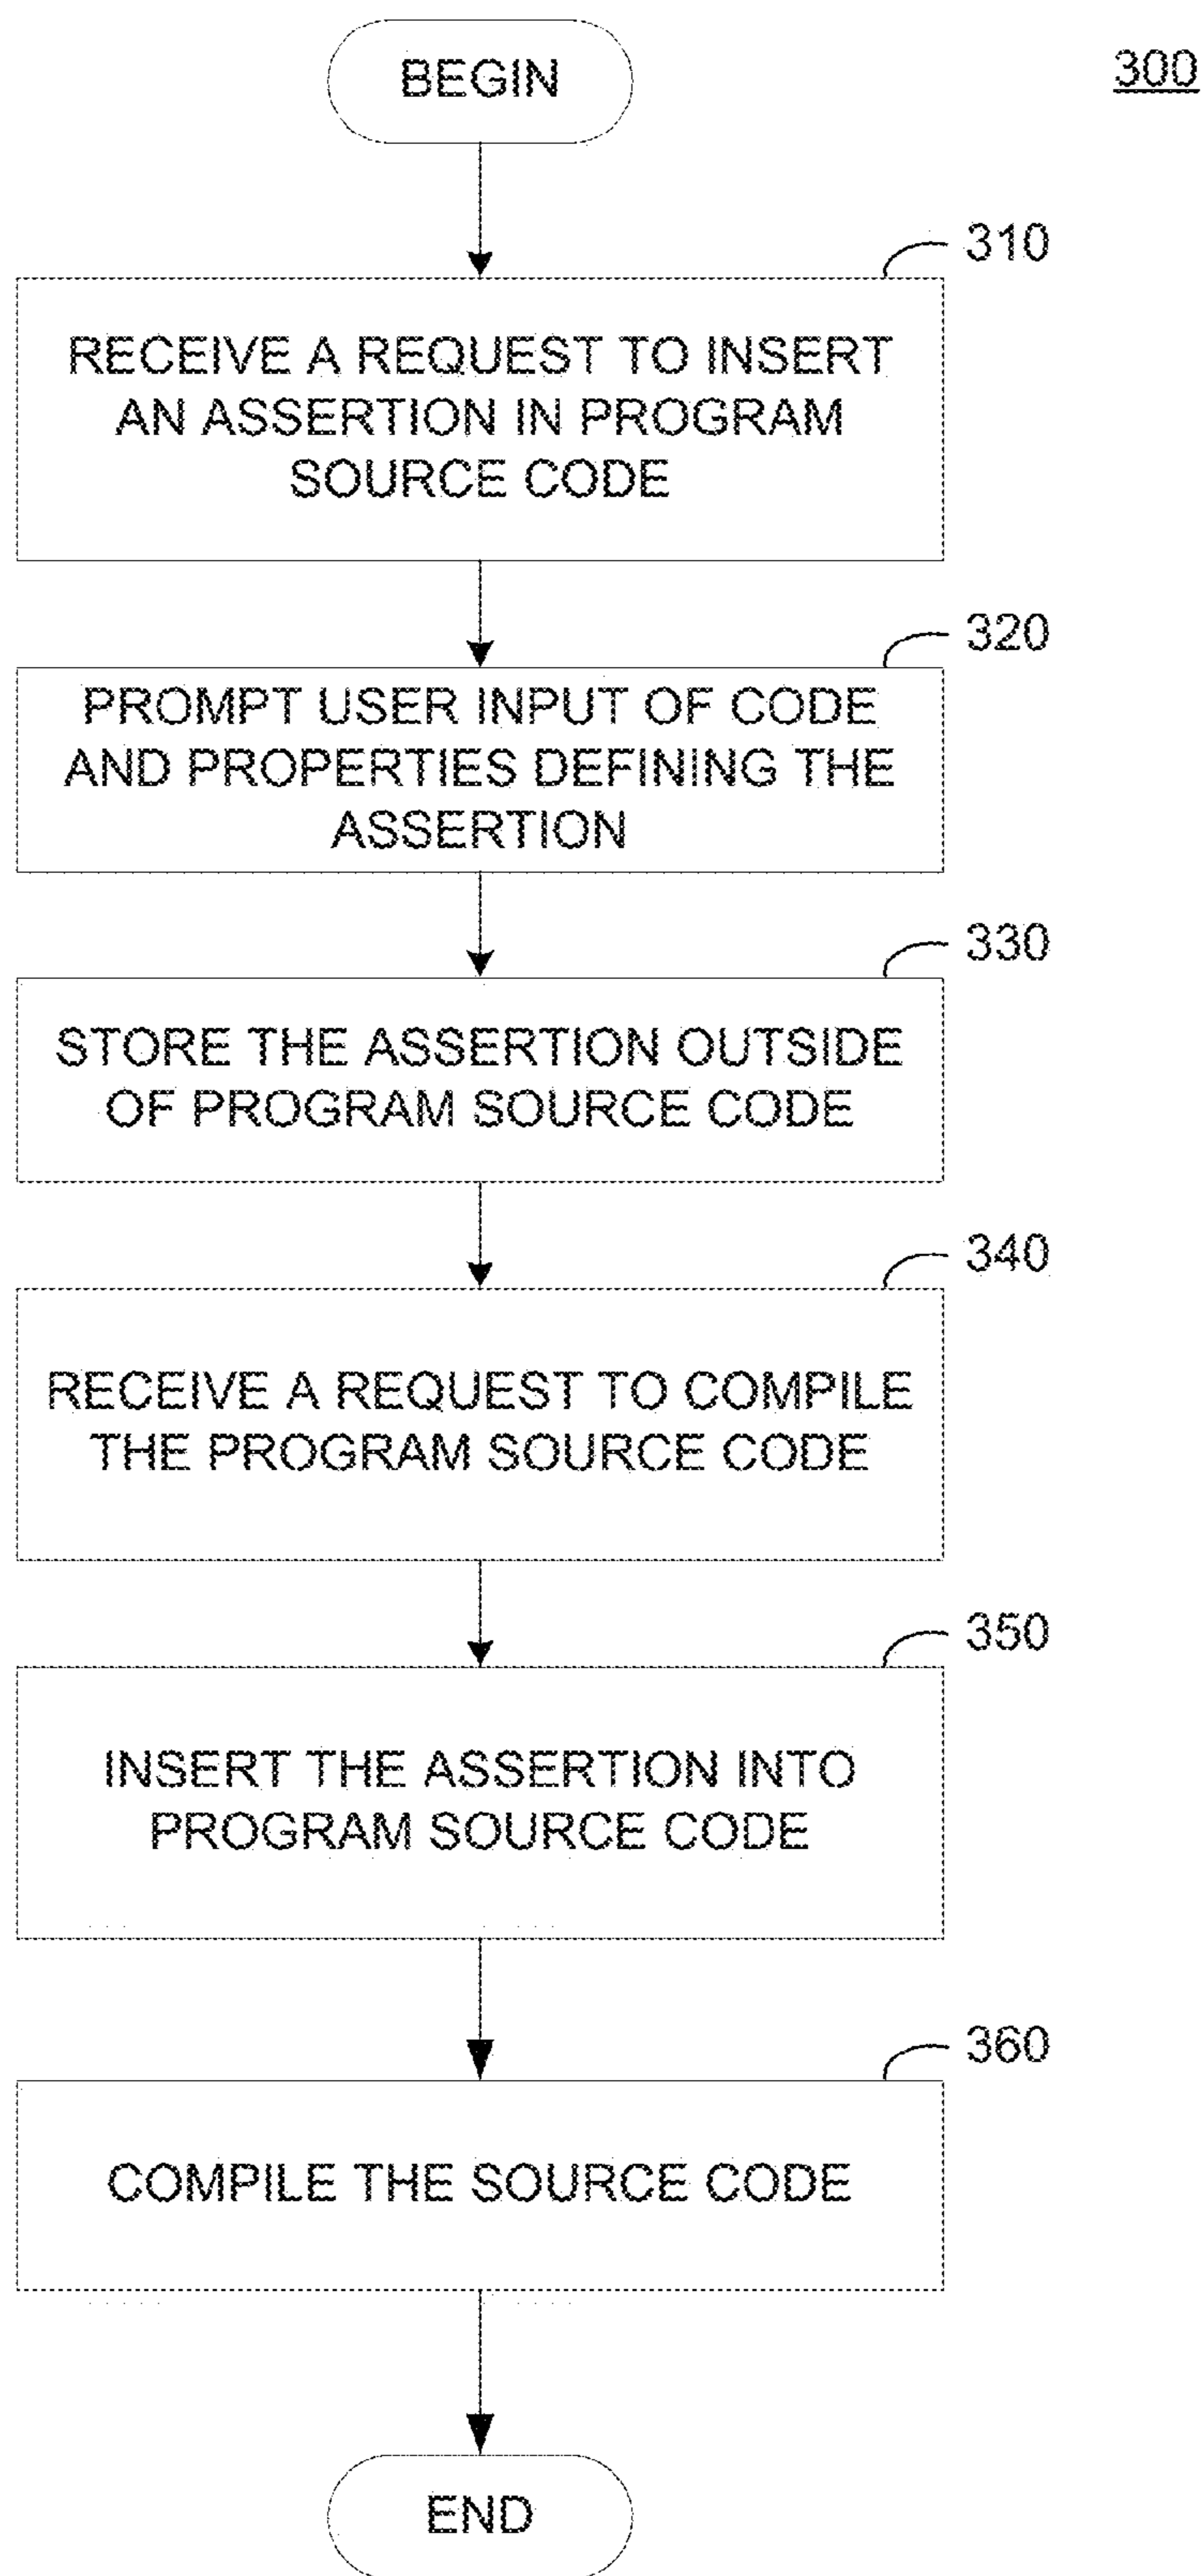 BEGIN
300
310
RECEIVE A REQUEST TO INSERT
AN ASSERTION IN PROGRAM
SOURCE CODE
320
PROMPT USER INPUT OF CODE
AND PROPERTIES DEFINING THE
ASSERTION
330
STORE THE ASSERTION OUTSIDE
OF PROGRAM SOURCE CODE
340
RECEIVE A REQUEST TO COMPILE
THE PROGRAM SOURCE CODE
350
INSERT THE ASSERTION INTO
PROGRAM SOURCE CODE
360
COMPILE THE SOURCE CODE
END